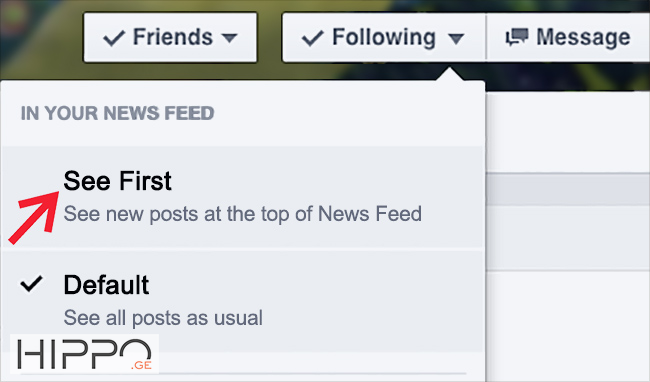 Friends Following Message
IN YOUR NEWS FEED
See First
See new posts at the top of News Feed
Default
See all posts as usual
HIPPO
.GE